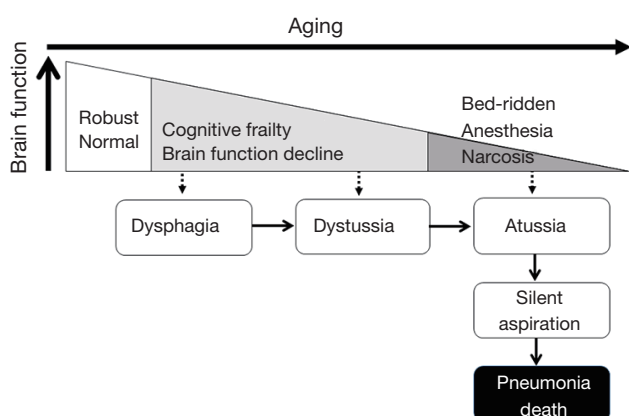 Aging
Brain function
Robust
Normal
Cognitive frailty
Brain function decline
Bed-ridden
Anesthesia
Narcosis
Dysphagia
Dystussia
Atussia
Silent
aspiration
Pneumonia
death